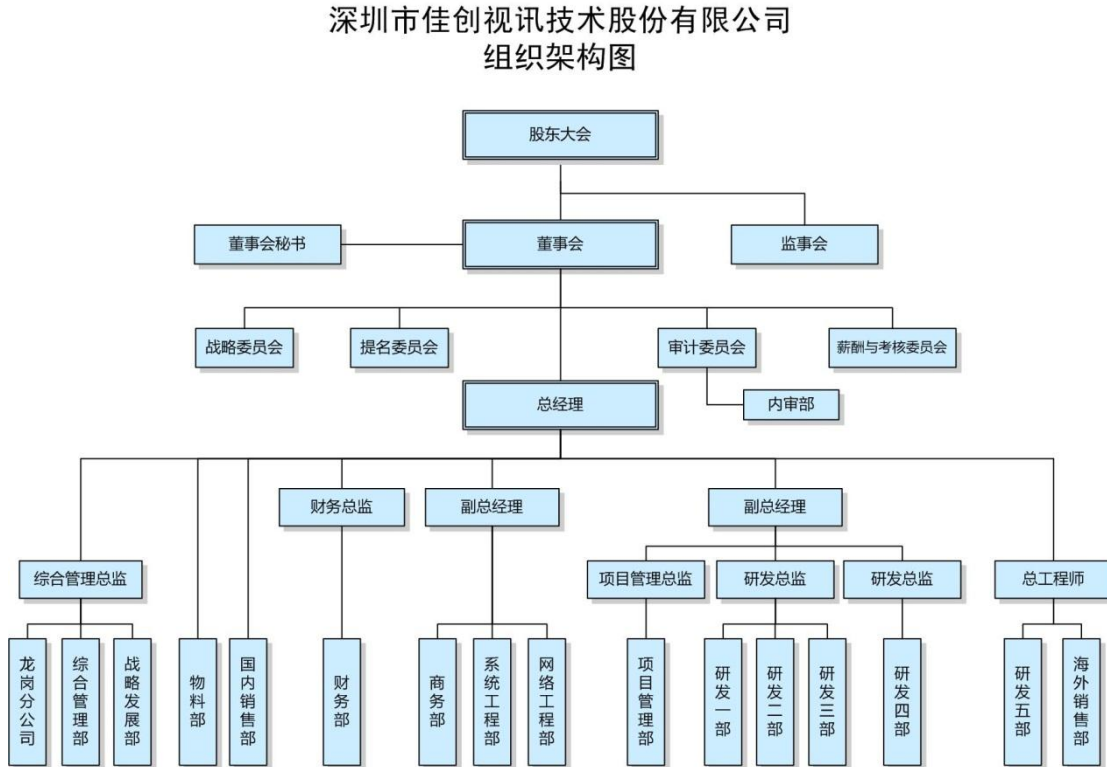 深圳市佳创视讯技术股份有限公司
组织架构图
股东大会
董事会秘书
董事会
监事会
战略委员会
提名委员会
审计委员会
薪酬与考核委员会
总经理
内审部
财务总监
副总经理
副总经理
综合管理总监
项目管理总监
研发总监
研发总监
总工程师
龙岗分公司
综合管理部
战略发展部
物料部
国内销售部
财务部
商务部
系统工程部
网络工程部
项目管理部
研发一部
研发二部
研发三部
研发四部
研发五部
海外销售部